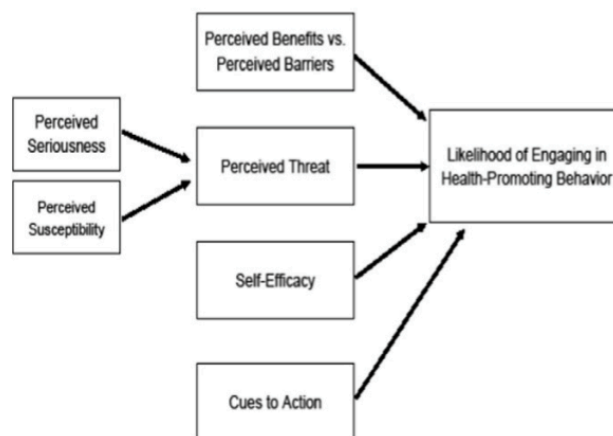 Perceived Benefits vs.
Perceived Barriers
Perceived
Seriousness
Perceived Threat
Likelihood of Engaging in
Health-Promoting Behavior
Perceived
Susceptibility
Self-Efficacy
Cues to Action